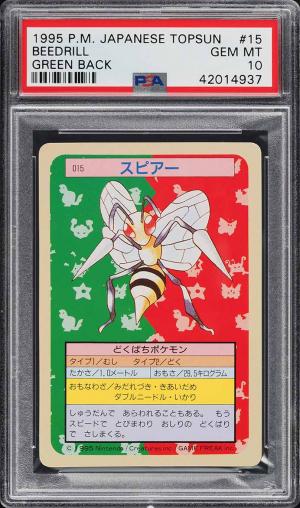 1995 P.M. JAPANESE TOPSUN #15
BEEDRILL GEM MT
GREEN BACK 10
PSA 42014937
015 スピアー
どくばちポケモン
タイプ1/むし タイプ2/どく
たかさ/1.0メートル おもさ/29.5キログラム
おもなわざ/みだれづき・きあいだめ
ダブルニードル・いかり
しゅうだんで あらわれることもある。 もう
スピードで とびまわり おしりの どくばり
で さしまくる。
© 1995 Nintendo/Creatures inc./GAME FREAK inc.